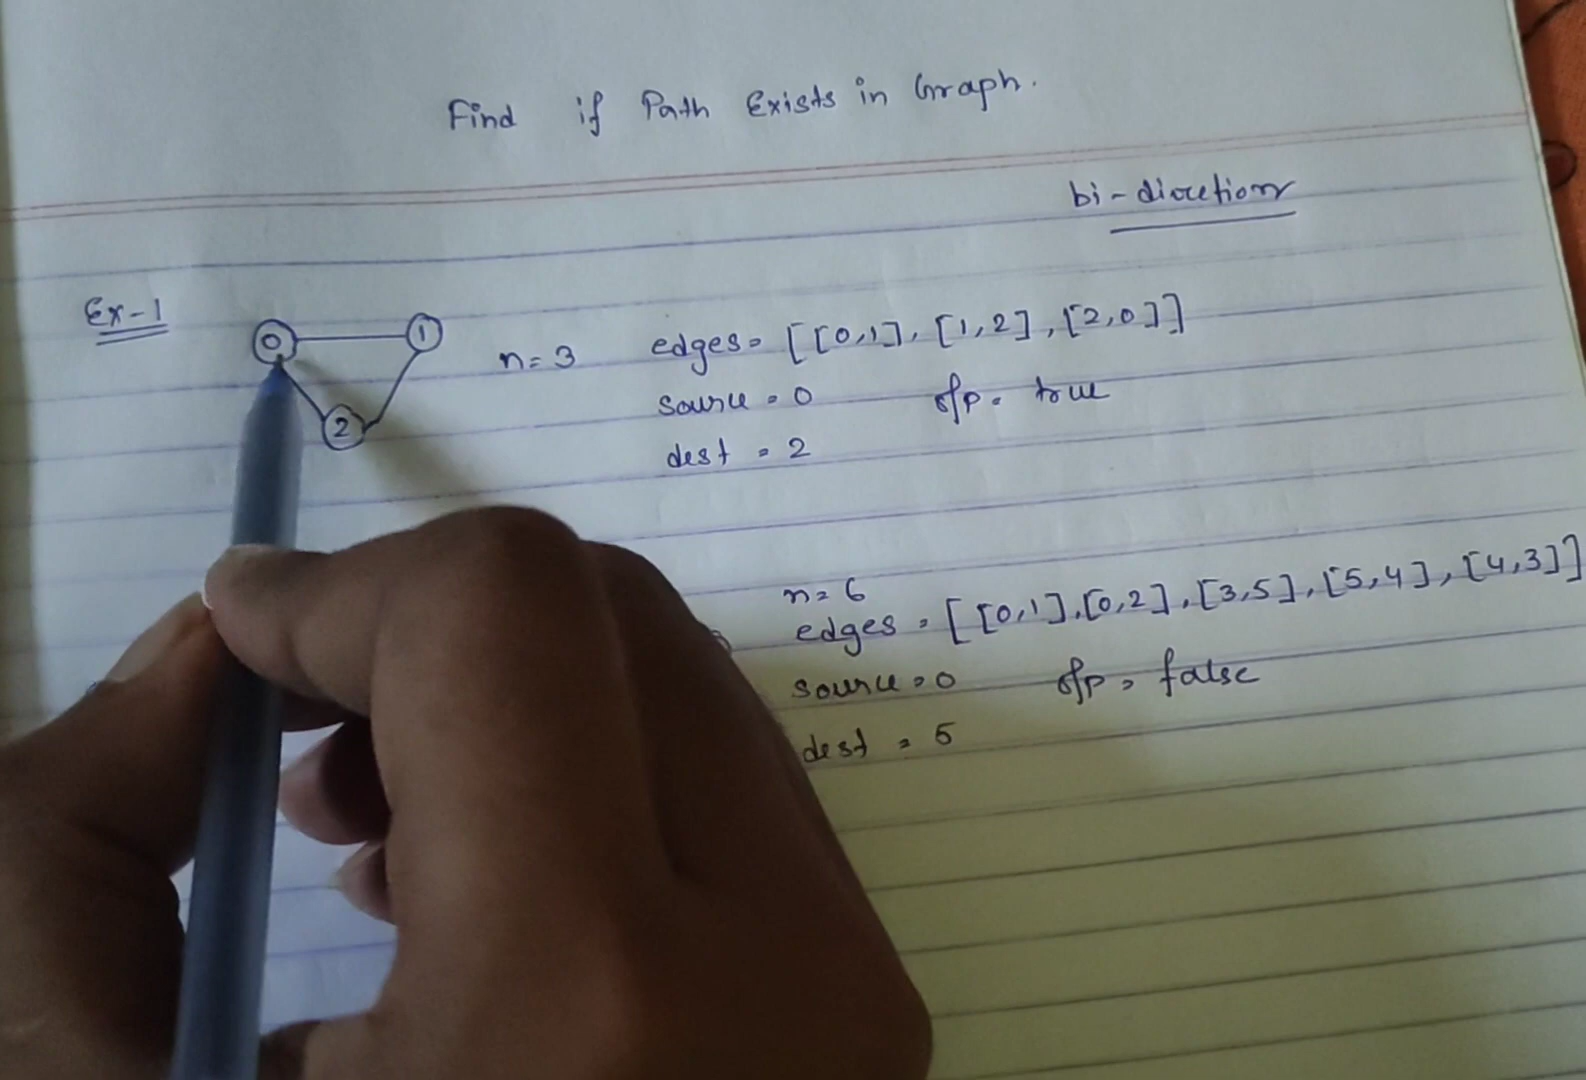 Find if Path Exists in Graph.
bi-direction
Ex-1
0 1
2
n=3 edges= [[0,1], [1,2], [2,0]]
source = 0 o/p = true
dest = 2
n=6
edges = [[0,1],[0,2],[3,5],[5,4],[4,3]]
source = 0 o/p = false
dest = 5